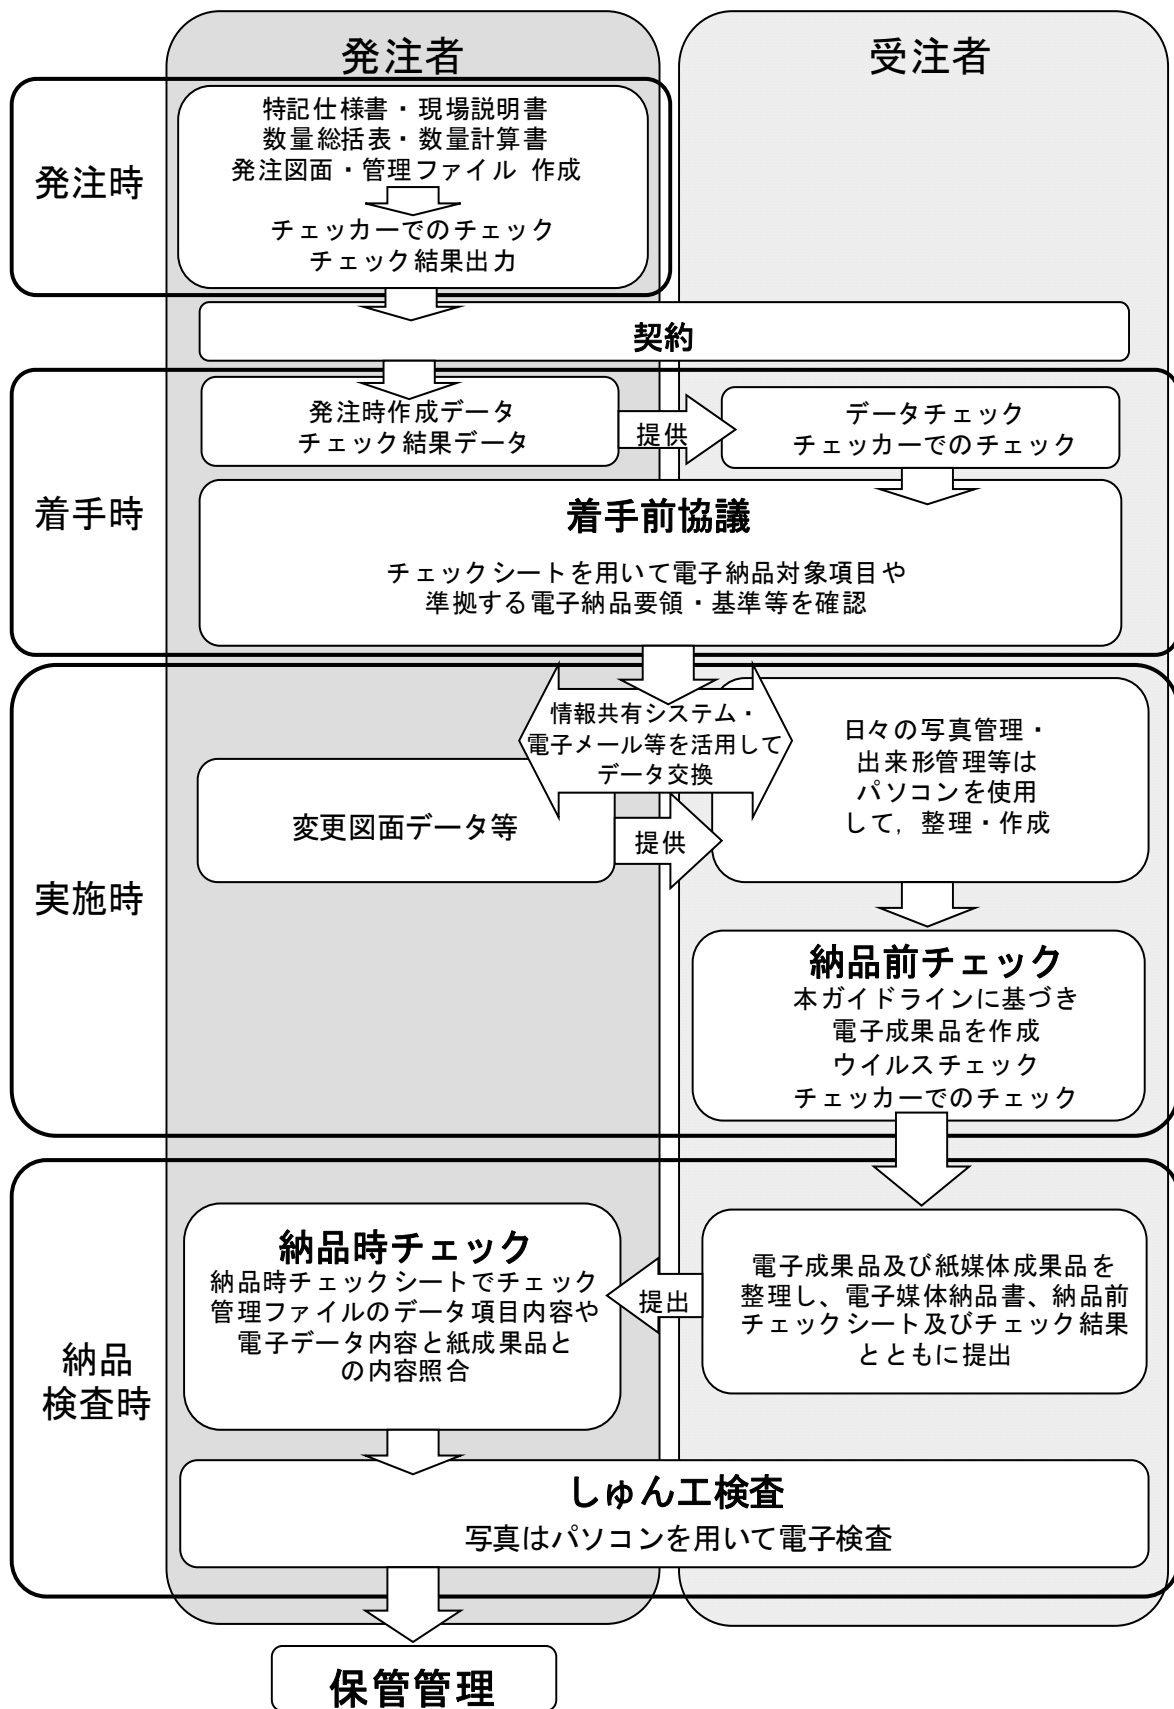 発注者
受注者
発注時
特記仕様書・現場説明書
数量総括表・数量計算書
発注図面・管理ファイル 作成
チェッカーでのチェック
チェック結果出力
契約
着手時
発注時作成データ
チェック結果データ
提供
データチェック
チェッカーでのチェック
着手前協議
チェックシートを用いて電子納品対象項目や
準拠する電子納品要領・基準等を確認
実施時
情報共有システム・
電子メール等を活用して
データ交換
日々の写真管理・
出来形管理等は
パソコンを使用
して，整理・作成
変更図面データ等
提供
納品前チェック
本ガイドラインに基づき
電子成果品を作成
ウイルスチェック
チェッカーでのチェック
納品
検査時
納品時チェック
納品時チェックシートでチェック
管理ファイルのデータ項目内容や
電子データ内容と紙成果品と
の内容照合
提出
電子成果品及び紙媒体成果品を
整理し、電子媒体納品書、納品前
チェックシート及びチェック結果
とともに提出
しゅん工検査
写真はパソコンを用いて電子検査
保管管理